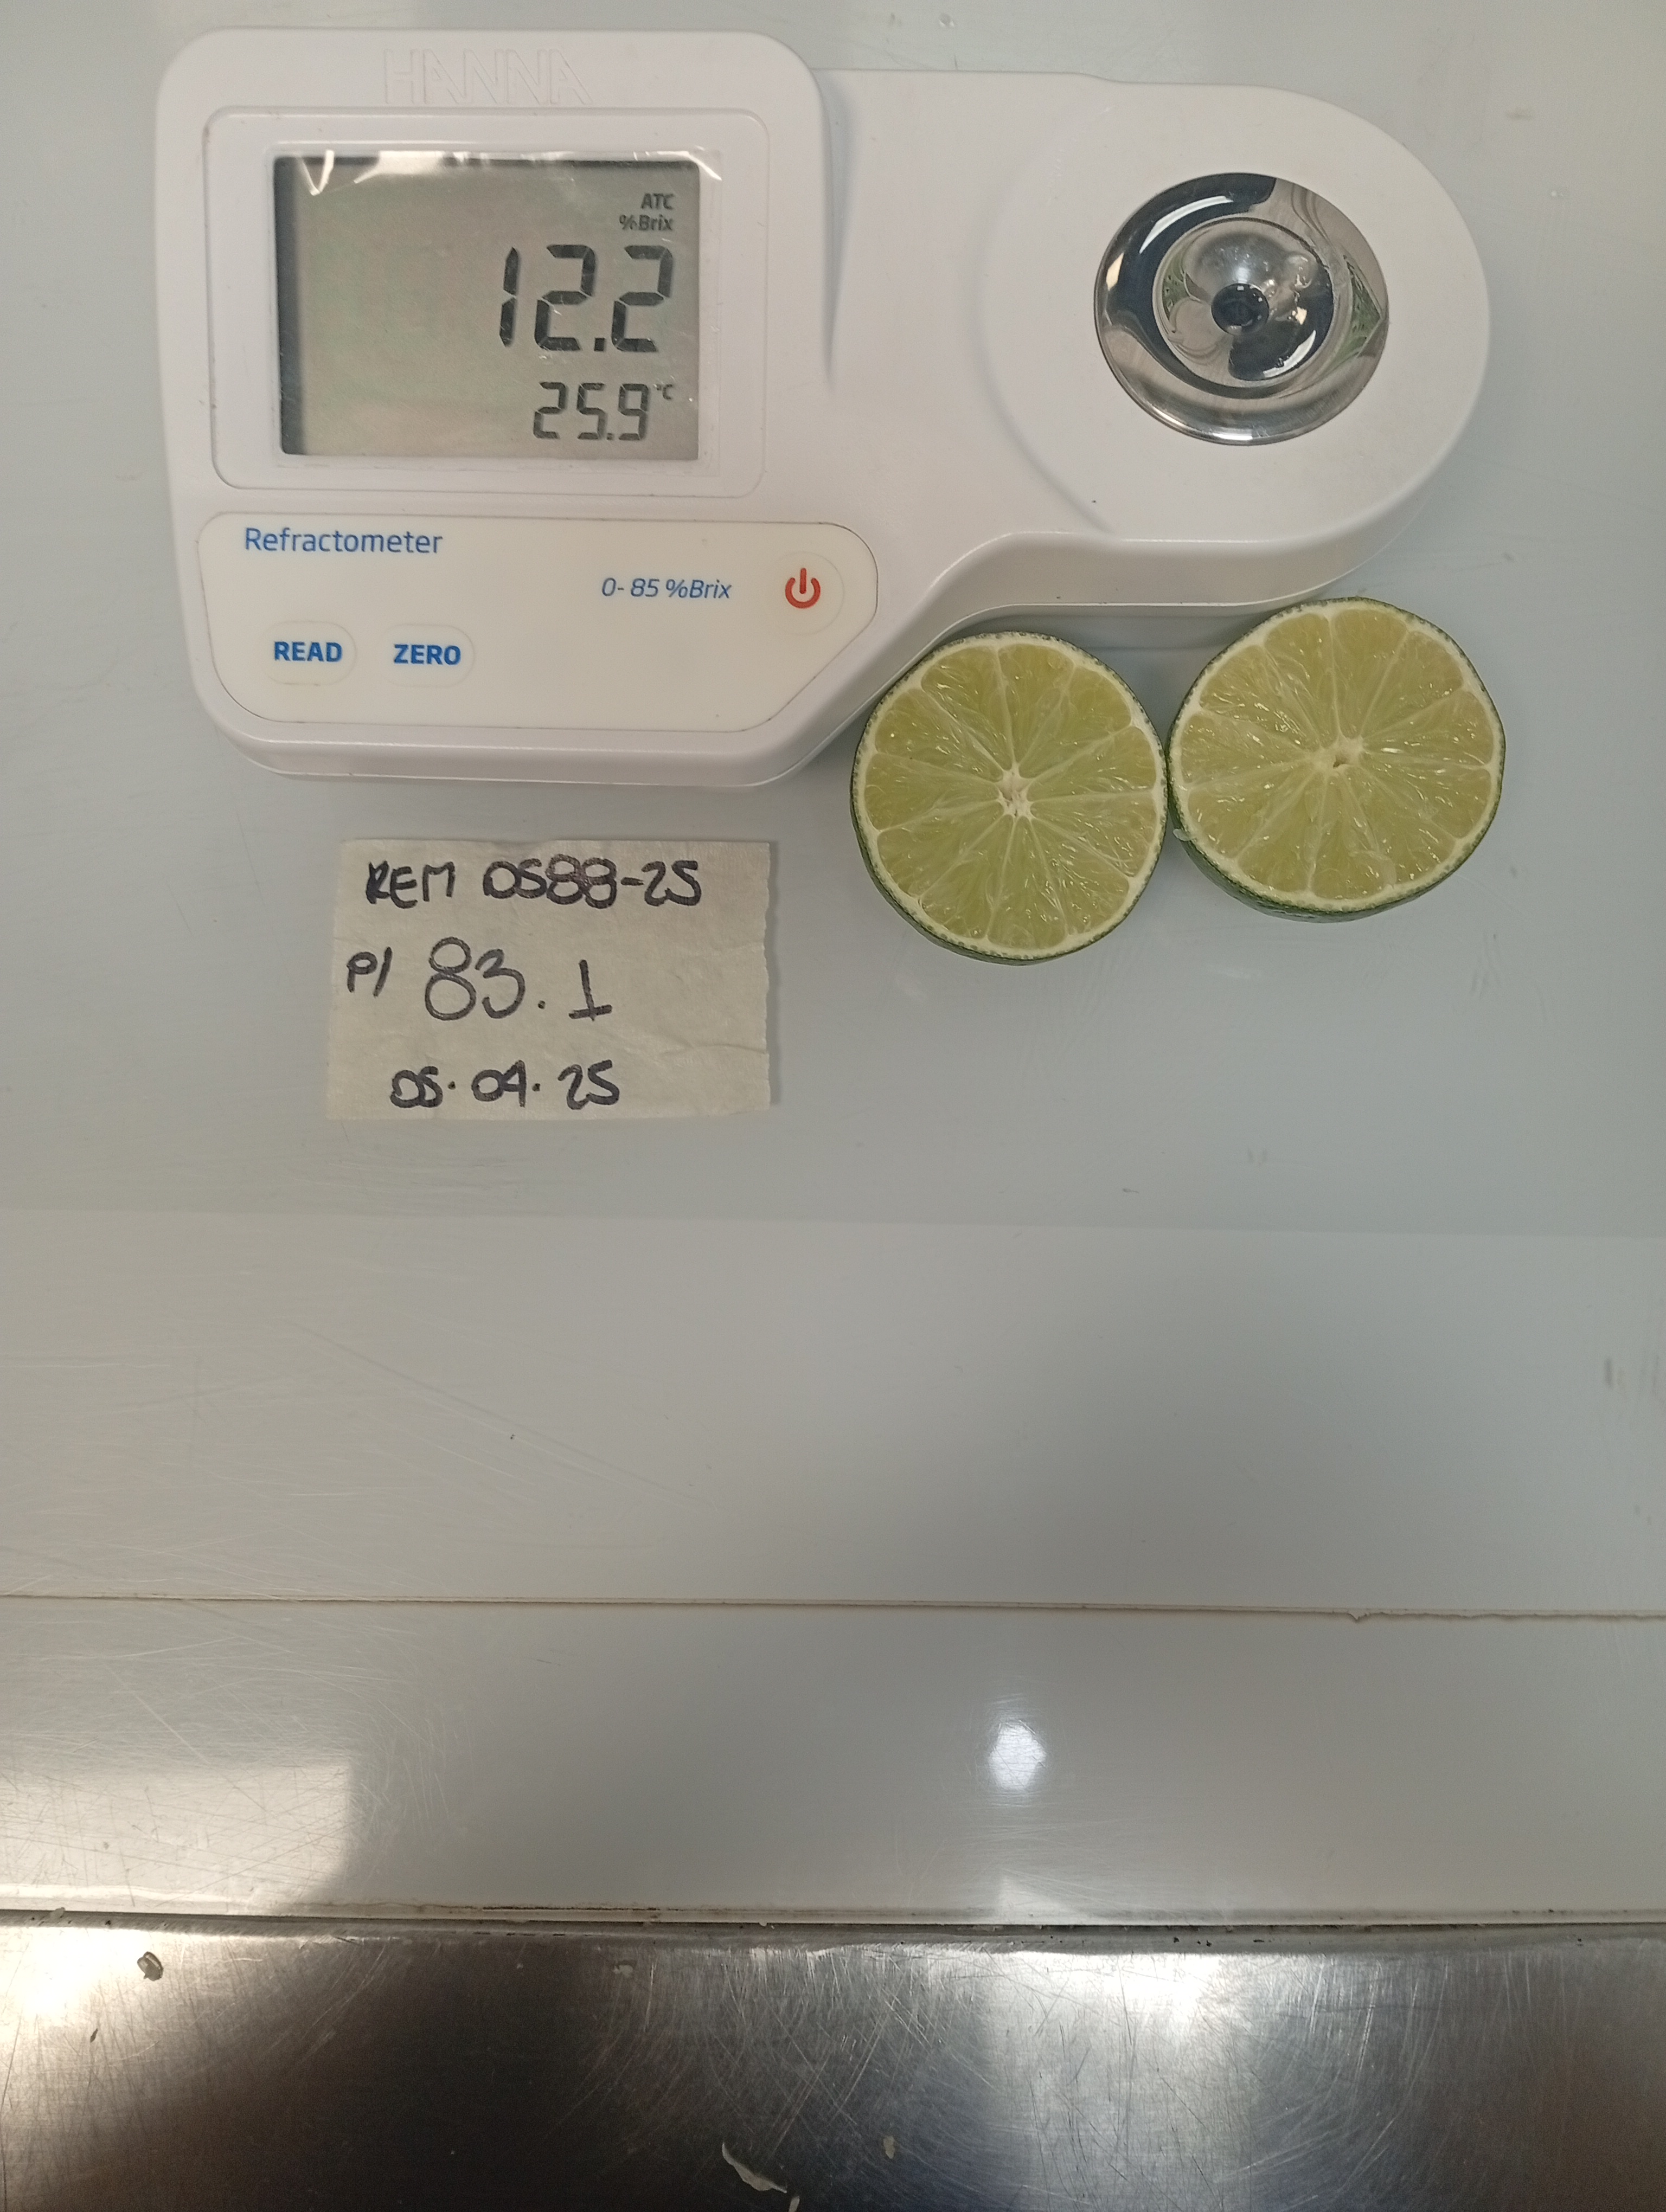 HANNA
ATC
%Brix
12.2
25.9°C
Refractometer
0-85 %Brix
READ ZERO
REM 0588-25
P/ 83.1
05.04.25